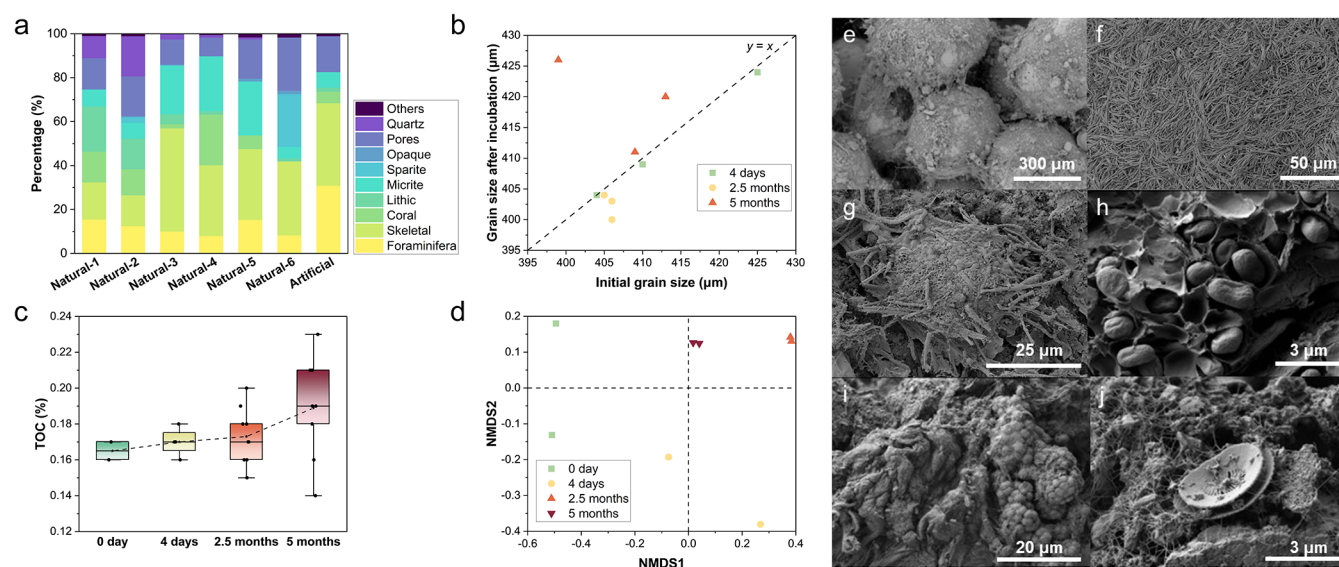 a
Percentage (%)
100
80
60
40
20
0
Natural-1
Natural-2
Natural-3
Natural-4
Natural-5
Natural-6
Artificial
Others
Quartz
Pores
Opaque
Sparite
Micrite
Lithic
Coral
Skeletal
Foraminifera
b
Grain size after incubation (µm)
430
425
420
415
410
405
400
395
y = x
4 days
2.5 months
5 months
395 400 405 410 415 420 425 430
Initial grain size (µm)
c
TOC (%)
0.24
0.22
0.20
0.18
0.16
0.14
0.12
0 day 4 days 2.5 months 5 months
d
NMDS2
0.2
0.1
0.0
-0.1
-0.2
-0.3
-0.4
0 day
4 days
2.5 months
5 months
-0.6 -0.4 -0.2 0.0 0.2 0.4
NMDS1
e
300 µm
f
50 µm
g
25 µm
h
3 µm
i
20 µm
j
3 µm